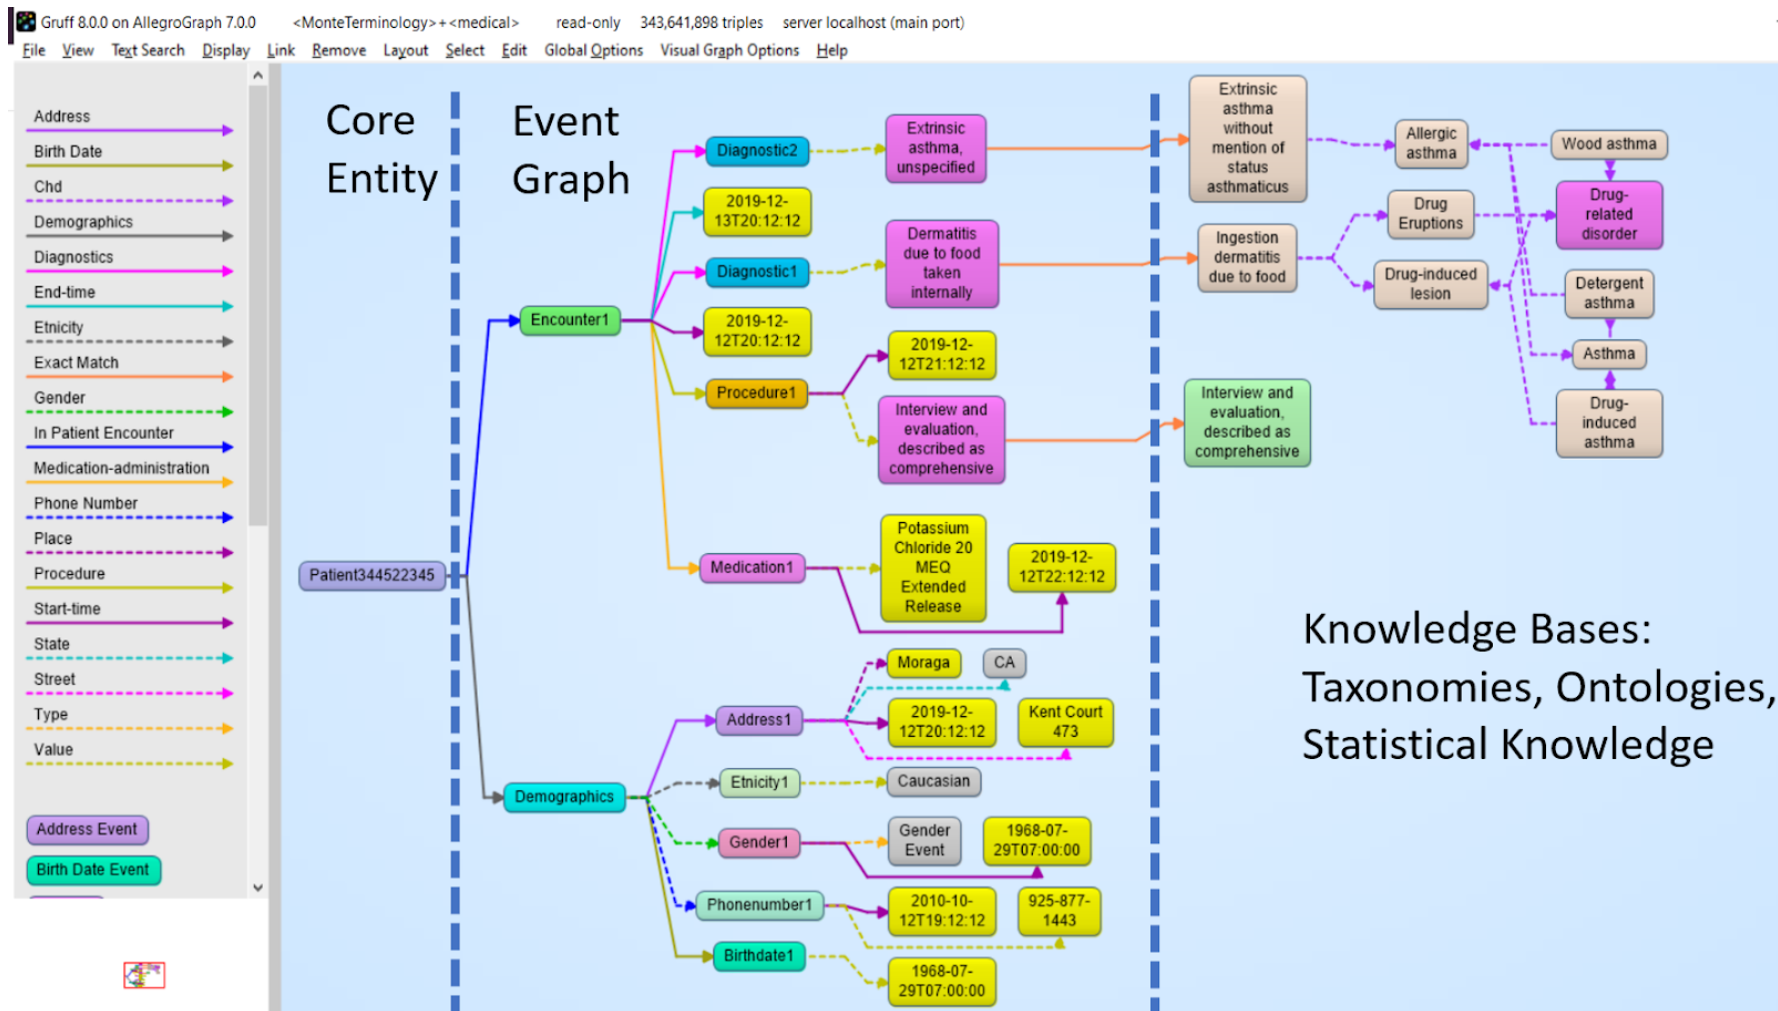 Gruff 8.0.0 on AllegroGraph 7.0.0 <MonteTerminology>+<medical> read-only 343,641,898 triples server localhost (main port)
File View Text Search Display Link Remove Layout Select Edit Global Options Visual Graph Options Help
Address
Birth Date
Chd
Demographics
Diagnostics
End-time
Etnicity
Exact Match
Gender
In Patient Encounter
Medication-administration
Phone Number
Place
Procedure
Start-time
State
Street
Type
Value
Address Event
Birth Date Event
Core
Entity
Patient344522345
Event
Graph
Encounter1
Demographics
Diagnostic2
2019-12-
13T20:12:12
Diagnostic1
2019-12-
12T20:12:12
Procedure1
Medication1
Address1
Etnicity1
Gender1
Phonenumber1
Birthdate1
Extrinsic
asthma,
unspecified
Dermatitis
due to food
taken
internally
2019-12-
12T21:12:12
Interview and
evaluation,
described as
comprehensive
Potassium
Chloride 20
MEQ
Extended
Release
2019-12-
12T22:12:12
Moraga
CA
2019-12-
12T20:12:12
Kent Court
473
Caucasian
Gender
Event
1968-07-
29T07:00:00
2010-10-
12T19:12:12
925-877-
1443
1968-07-
29T07:00:00
Extrinsic
asthma
without
mention of
status
asthmaticus
Ingestion
dermatitis
due to food
Interview and
evaluation,
described as
comprehensive
Allergic
asthma
Drug
Eruptions
Drug-induced
lesion
Wood asthma
Drug-
related
disorder
Detergent
asthma
Asthma
Drug-
induced
asthma
Knowledge Bases:
Taxonomies, Ontologies,
Statistical Knowledge